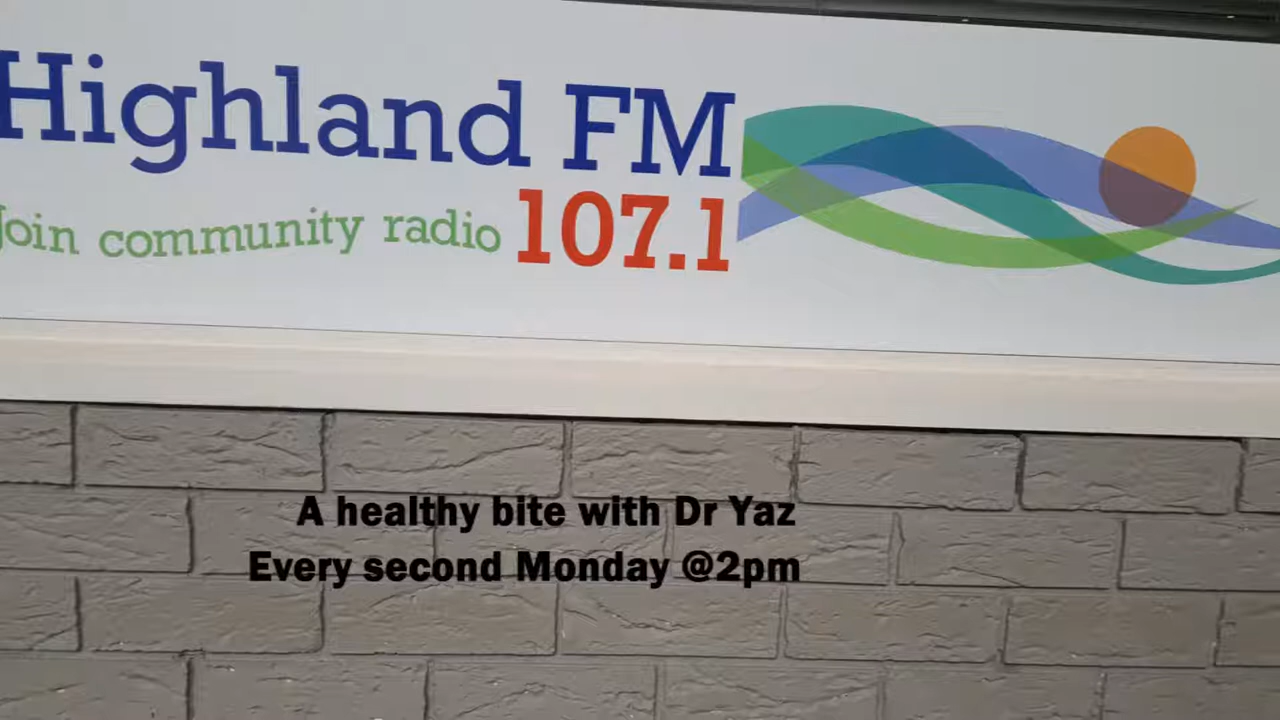 Highland FM
Join community radio 107.1
A healthy bite with Dr Yaz
Every second Monday @2pm